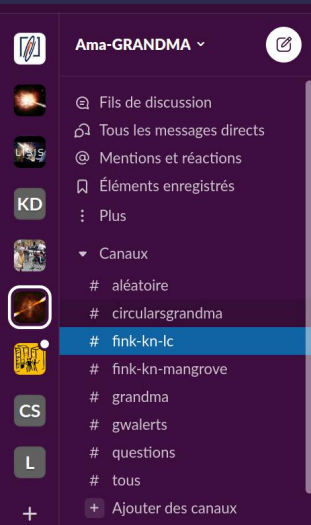 Ama-GRANDMA
Fils de discussion
Tous les messages directs
@ Mentions et réactions
Éléments enregistrés
Plus
Canaux
# aléatoire
# circularsgrandma
# fink-kn-lc
# fink-kn-mangrove
# grandma
# gwalerts
# questions
# tous
+ Ajouter des canaux
LISIS
KD
CS
L
+